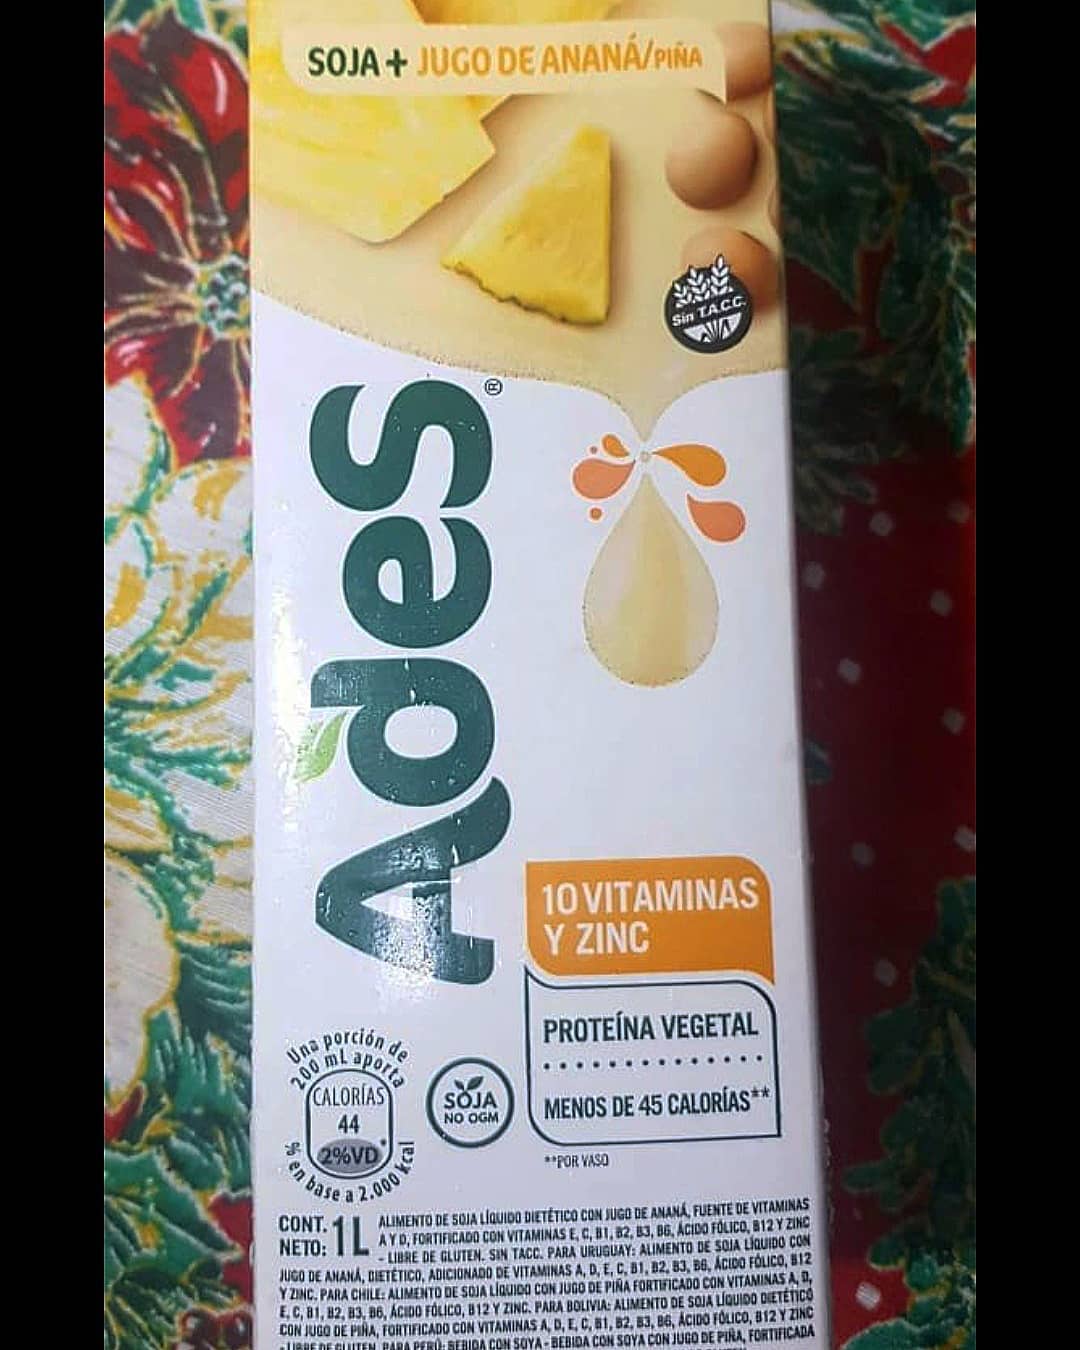 SOJA + JUGO DE ANANÁ/PIÑA
Sin T.A.C.C.
AdeS®
10 VITAMINAS
Y ZINC
PROTEÍNA VEGETAL
MENOS DE 45 CALORÍAS**
**POR VASO
Una porción de
200 mL aporta
CALORÍAS
44
2%VD*
% en base a 2.000 kcal
SOJA
NO OGM
CONT. NETO: 1L
ALIMENTO DE SOJA LÍQUIDO DIETÉTICO CON JUGO DE ANANÁ, FUENTE DE VITAMINAS
A Y D, FORTIFICADO CON VITAMINAS E, C, B1, B2, B3, B6, ÁCIDO FÓLICO, B12 Y ZINC
- LIBRE DE GLUTEN. SIN TACC. PARA URUGUAY: ALIMENTO DE SOJA LÍQUIDO CON
JUGO DE ANANÁ, DIETÉTICO, ADICIONADO DE VITAMINAS A, D, E, C, B1, B2, B3, B6, ÁCIDO FÓLICO, B12
Y ZINC. PARA CHILE: ALIMENTO DE SOJA LÍQUIDO CON JUGO DE PIÑA FORTIFICADO CON VITAMINAS A, D,
E, C, B1, B2, B3, B6, ÁCIDO FÓLICO, B12 Y ZINC. PARA BOLIVIA: ALIMENTO DE SOJA LÍQUIDO DIETÉTICO
CON JUGO DE PIÑA, FORTIFICADO CON VITAMINAS A, D, E, C, B1, B2, B3, B6, ÁCIDO FÓLICO, B12 Y ZINC
- LIBRE DE GLUTEN. PARA PERÚ: BEBIDA CON SOYA - BEBIDA CON SOYA CON JUGO DE PIÑA, FORTIFICADA